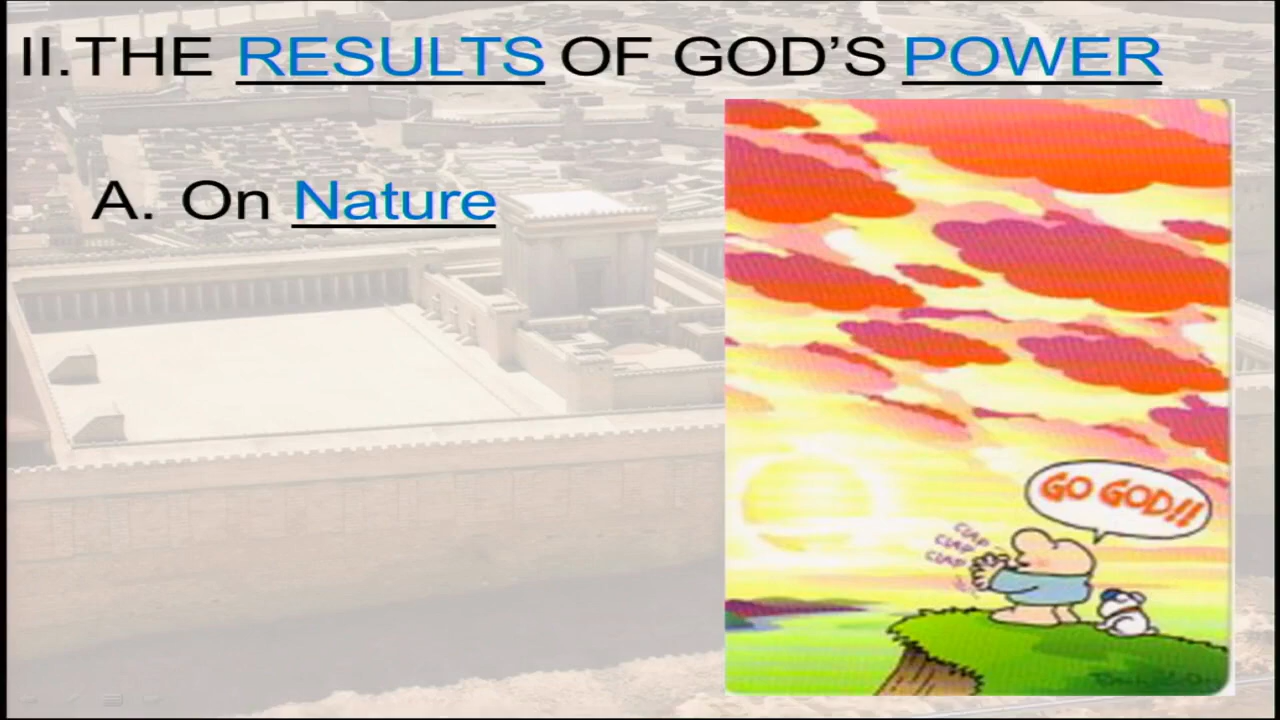 II.THE RESULTS OF GOD’S POWER
A. On Nature
GO GOD!!
CLAP
CLAP
CLAP